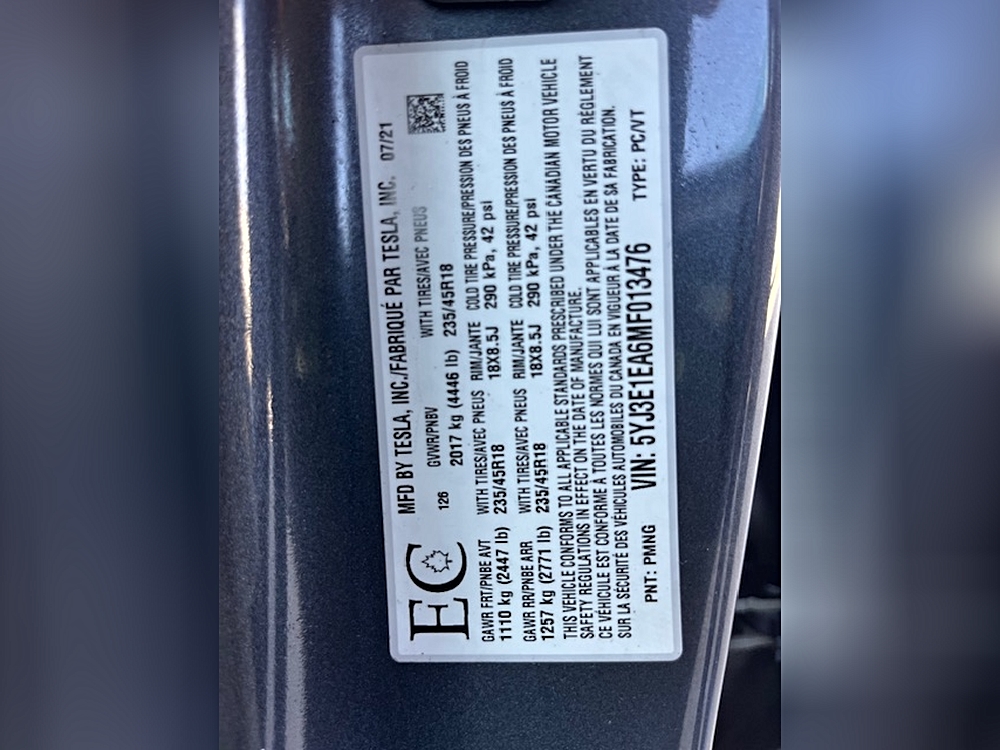 MFD BY TESLA, INC./FABRIQUÉ PAR TESLA, INC. 07/21
EC
126
GVWR/PNBV WITH TIRES/AVEC PNEUS
2017 kg (4446 lb) 235/45R18
GAWR FRT/PNBE AVT WITH TIRES/AVEC PNEUS RIM/JANTE COLD TIRE PRESSURE/PRESSION DES PNEUS À FROID
1110 kg (2447 lb) 235/45R18 18X8.5J 290 kPa, 42 psi
GAWR RR/PNBE ARR WITH TIRES/AVEC PNEUS RIM/JANTE COLD TIRE PRESSURE/PRESSION DES PNEUS À FROID
1257 kg (2771 lb) 235/45R18 18X8.5J 290 kPa, 42 psi
THIS VEHICLE CONFORMS TO ALL APPLICABLE STANDARDS PRESCRIBED UNDER THE CANADIAN MOTOR VEHICLE
SAFETY REGULATIONS IN EFFECT ON THE DATE OF MANUFACTURE.
CE VÉHICULE EST CONFORME À TOUTES LES NORMES QUI LUI SONT APPLICABLES EN VERTU DU RÈGLEMENT
SUR LA SÉCURITÉ DES VÉHICULES AUTOMOBILES DU CANADA EN VIGUEUR À LA DATE DE SA FABRICATION.
PNT: PMNG VIN: 5YJ3E1EA6MF013476 TYPE: PC/VT